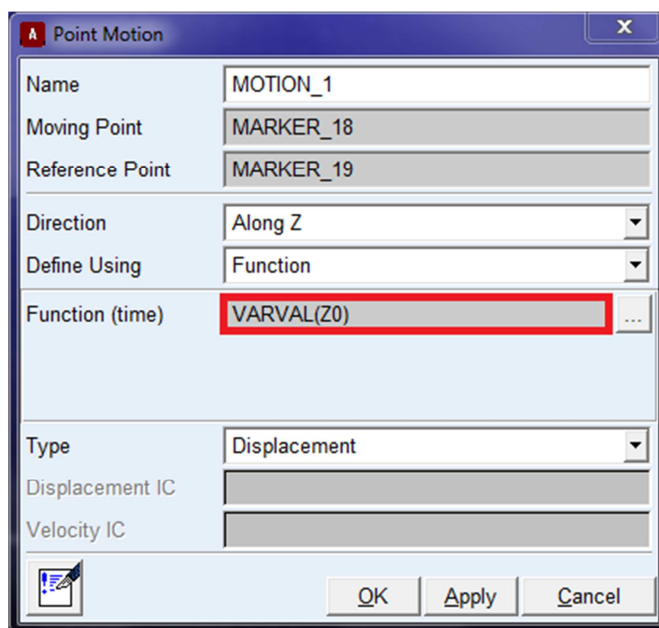 Point Motion
Name MOTION_1
Moving Point MARKER_18
Reference Point MARKER_19
Direction Along Z
Define Using Function
Function (time) VARVAL(Z0) ...
Type Displacement
Displacement IC
Velocity IC
OK Apply Cancel